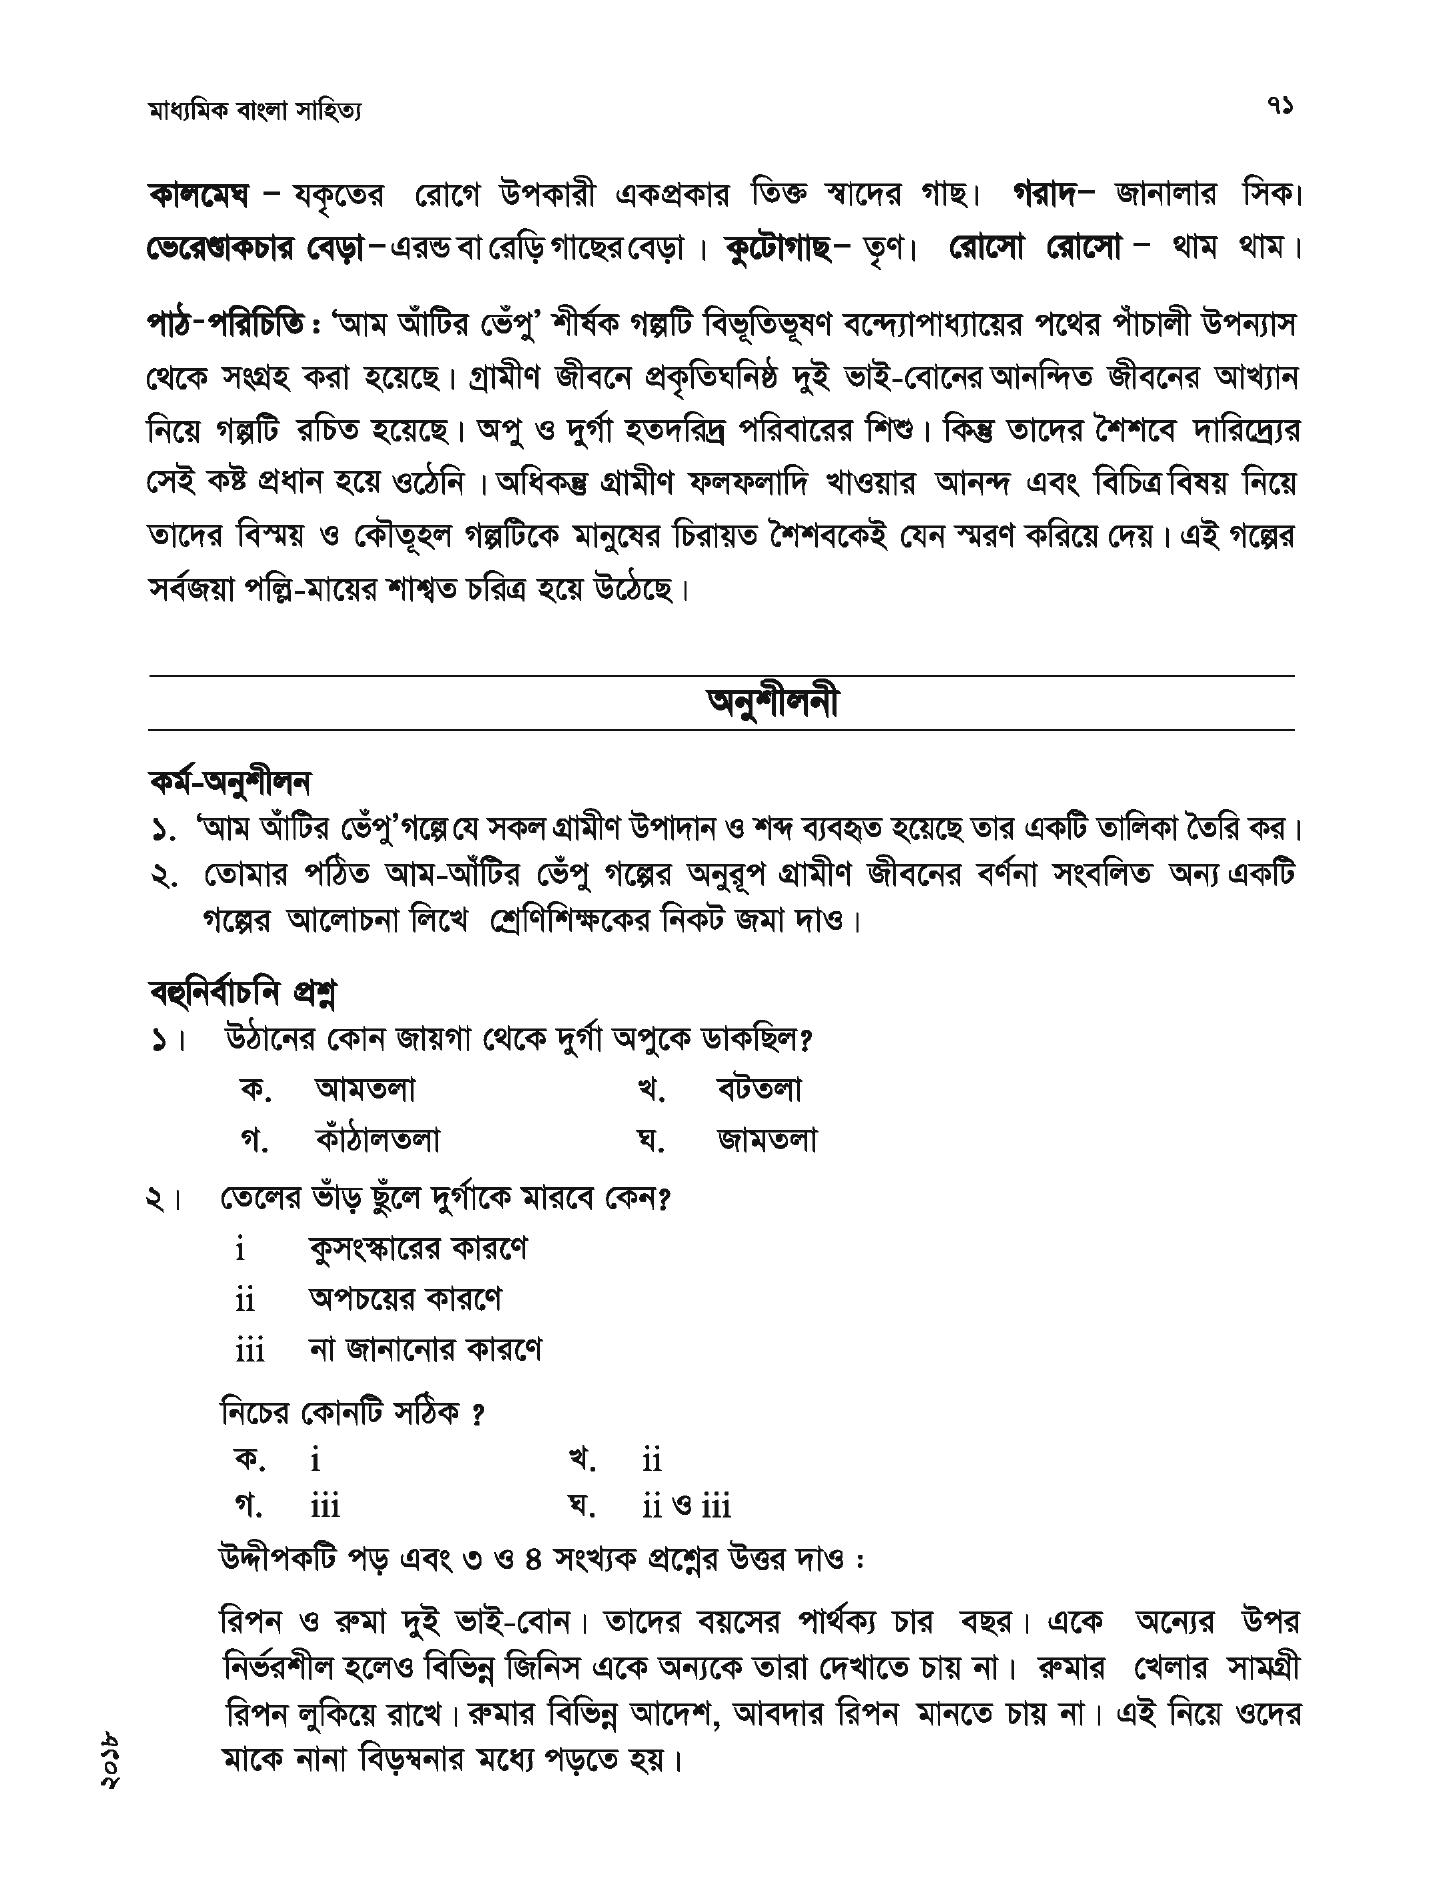 মাধ্যমিক বাংলা সাহিত্য ৭১
কালমেঘ – যকৃতের রোগে উপকারী একপ্রকার তিক্ত স্বাদের গাছ। গরাদ– জানালার সিক।
ভেরেণ্ডাকচার বেড়া–এরন্ড বা রেড়ি গাছের বেড়া । কুটোগাছ– তৃণ। রোসো রোসো – থাম থাম।
পাঠ-পরিচিতি : ‘আম আঁটির ভেঁপু’ শীর্ষক গল্পটি বিভূতিভূষণ বন্দ্যোপাধ্যায়ের পথের পাঁচালী উপন্যাস
থেকে সংগ্রহ করা হয়েছে। গ্রামীণ জীবনে প্রকৃতিঘনিষ্ঠ দুই ভাই-বোনের আনন্দিত জীবনের আখ্যান
নিয়ে গল্পটি রচিত হয়েছে। অপু ও দুর্গা হতদরিদ্র পরিবারের শিশু। কিন্তু তাদের শৈশবে দারিদ্র্যের
সেই কষ্ট প্রধান হয়ে ওঠেনি । অধিকন্তু গ্রামীণ ফলফলাদি খাওয়ার আনন্দ এবং বিচিত্র বিষয় নিয়ে
তাদের বিস্ময় ও কৌতূহল গল্পটিকে মানুষের চিরায়ত শৈশবকেই যেন স্মরণ করিয়ে দেয়। এই গল্পের
সর্বজয়া পল্লি-মায়ের শাশ্বত চরিত্র হয়ে উঠেছে।
অনুশীলনী
কর্ম-অনুশীলন
১. ‘আম আঁটির ভেঁপু’গল্পে যে সকল গ্রামীণ উপাদান ও শব্দ ব্যবহৃত হয়েছে তার একটি তালিকা তৈরি কর।
২. তোমার পঠিত আম-আঁটির ভেঁপু গল্পের অনুরূপ গ্রামীণ জীবনের বর্ণনা সংবলিত অন্য একটি
গল্পের আলোচনা লিখে শ্রেণিশিক্ষকের নিকট জমা দাও।
বহুনির্বাচনি প্রশ্ন
১। উঠানের কোন জায়গা থেকে দুর্গা অপুকে ডাকছিল?
ক. আমতলা খ. বটতলা
গ. কাঁঠালতলা ঘ. জামতলা
২। তেলের ভাঁড় ছুঁলে দুর্গাকে মারবে কেন?
i কুসংস্কারের কারণে
ii অপচয়ের কারণে
iii না জানানোর কারণে
নিচের কোনটি সঠিক ?
ক. i খ. ii
গ. iii ঘ. ii ও iii
উদ্দীপকটি পড় এবং ৩ ও ৪ সংখ্যক প্রশ্নের উত্তর দাও :
রিপন ও রুমা দুই ভাই-বোন। তাদের বয়সের পার্থক্য চার বছর। একে অন্যের উপর
নির্ভরশীল হলেও বিভিন্ন জিনিস একে অন্যকে তারা দেখাতে চায় না। রুমার খেলার সামগ্রী
রিপন লুকিয়ে রাখে। রুমার বিভিন্ন আদেশ, আবদার রিপন মানতে চায় না। এই নিয়ে ওদের
মাকে নানা বিড়ম্বনার মধ্যে পড়তে হয়।
২০১৮